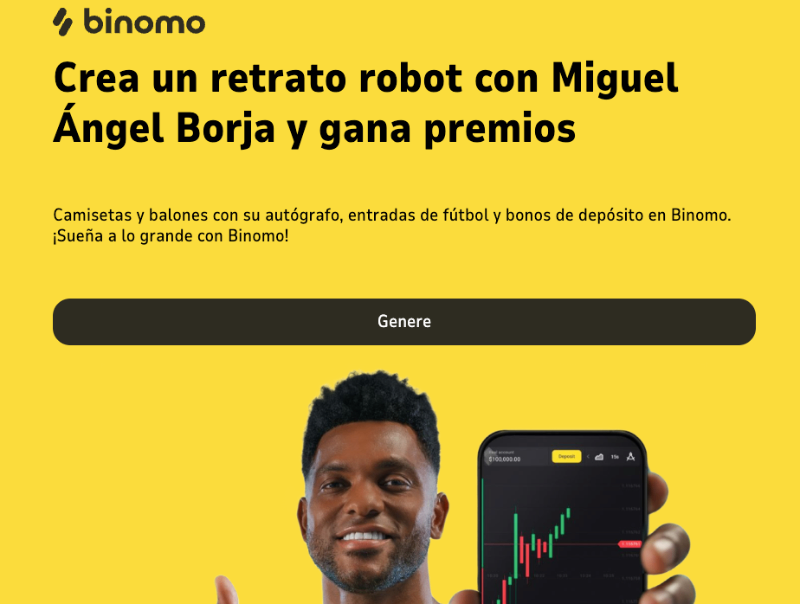 binomo
Crea un retrato robot con Miguel
Ángel Borja y gana premios
Camisetas y balones con su autógrafo, entradas de fútbol y bonos de depósito en Binomo.
¡Sueña a lo grande con Binomo!
Genere
$100,000.00
Deposit
15s